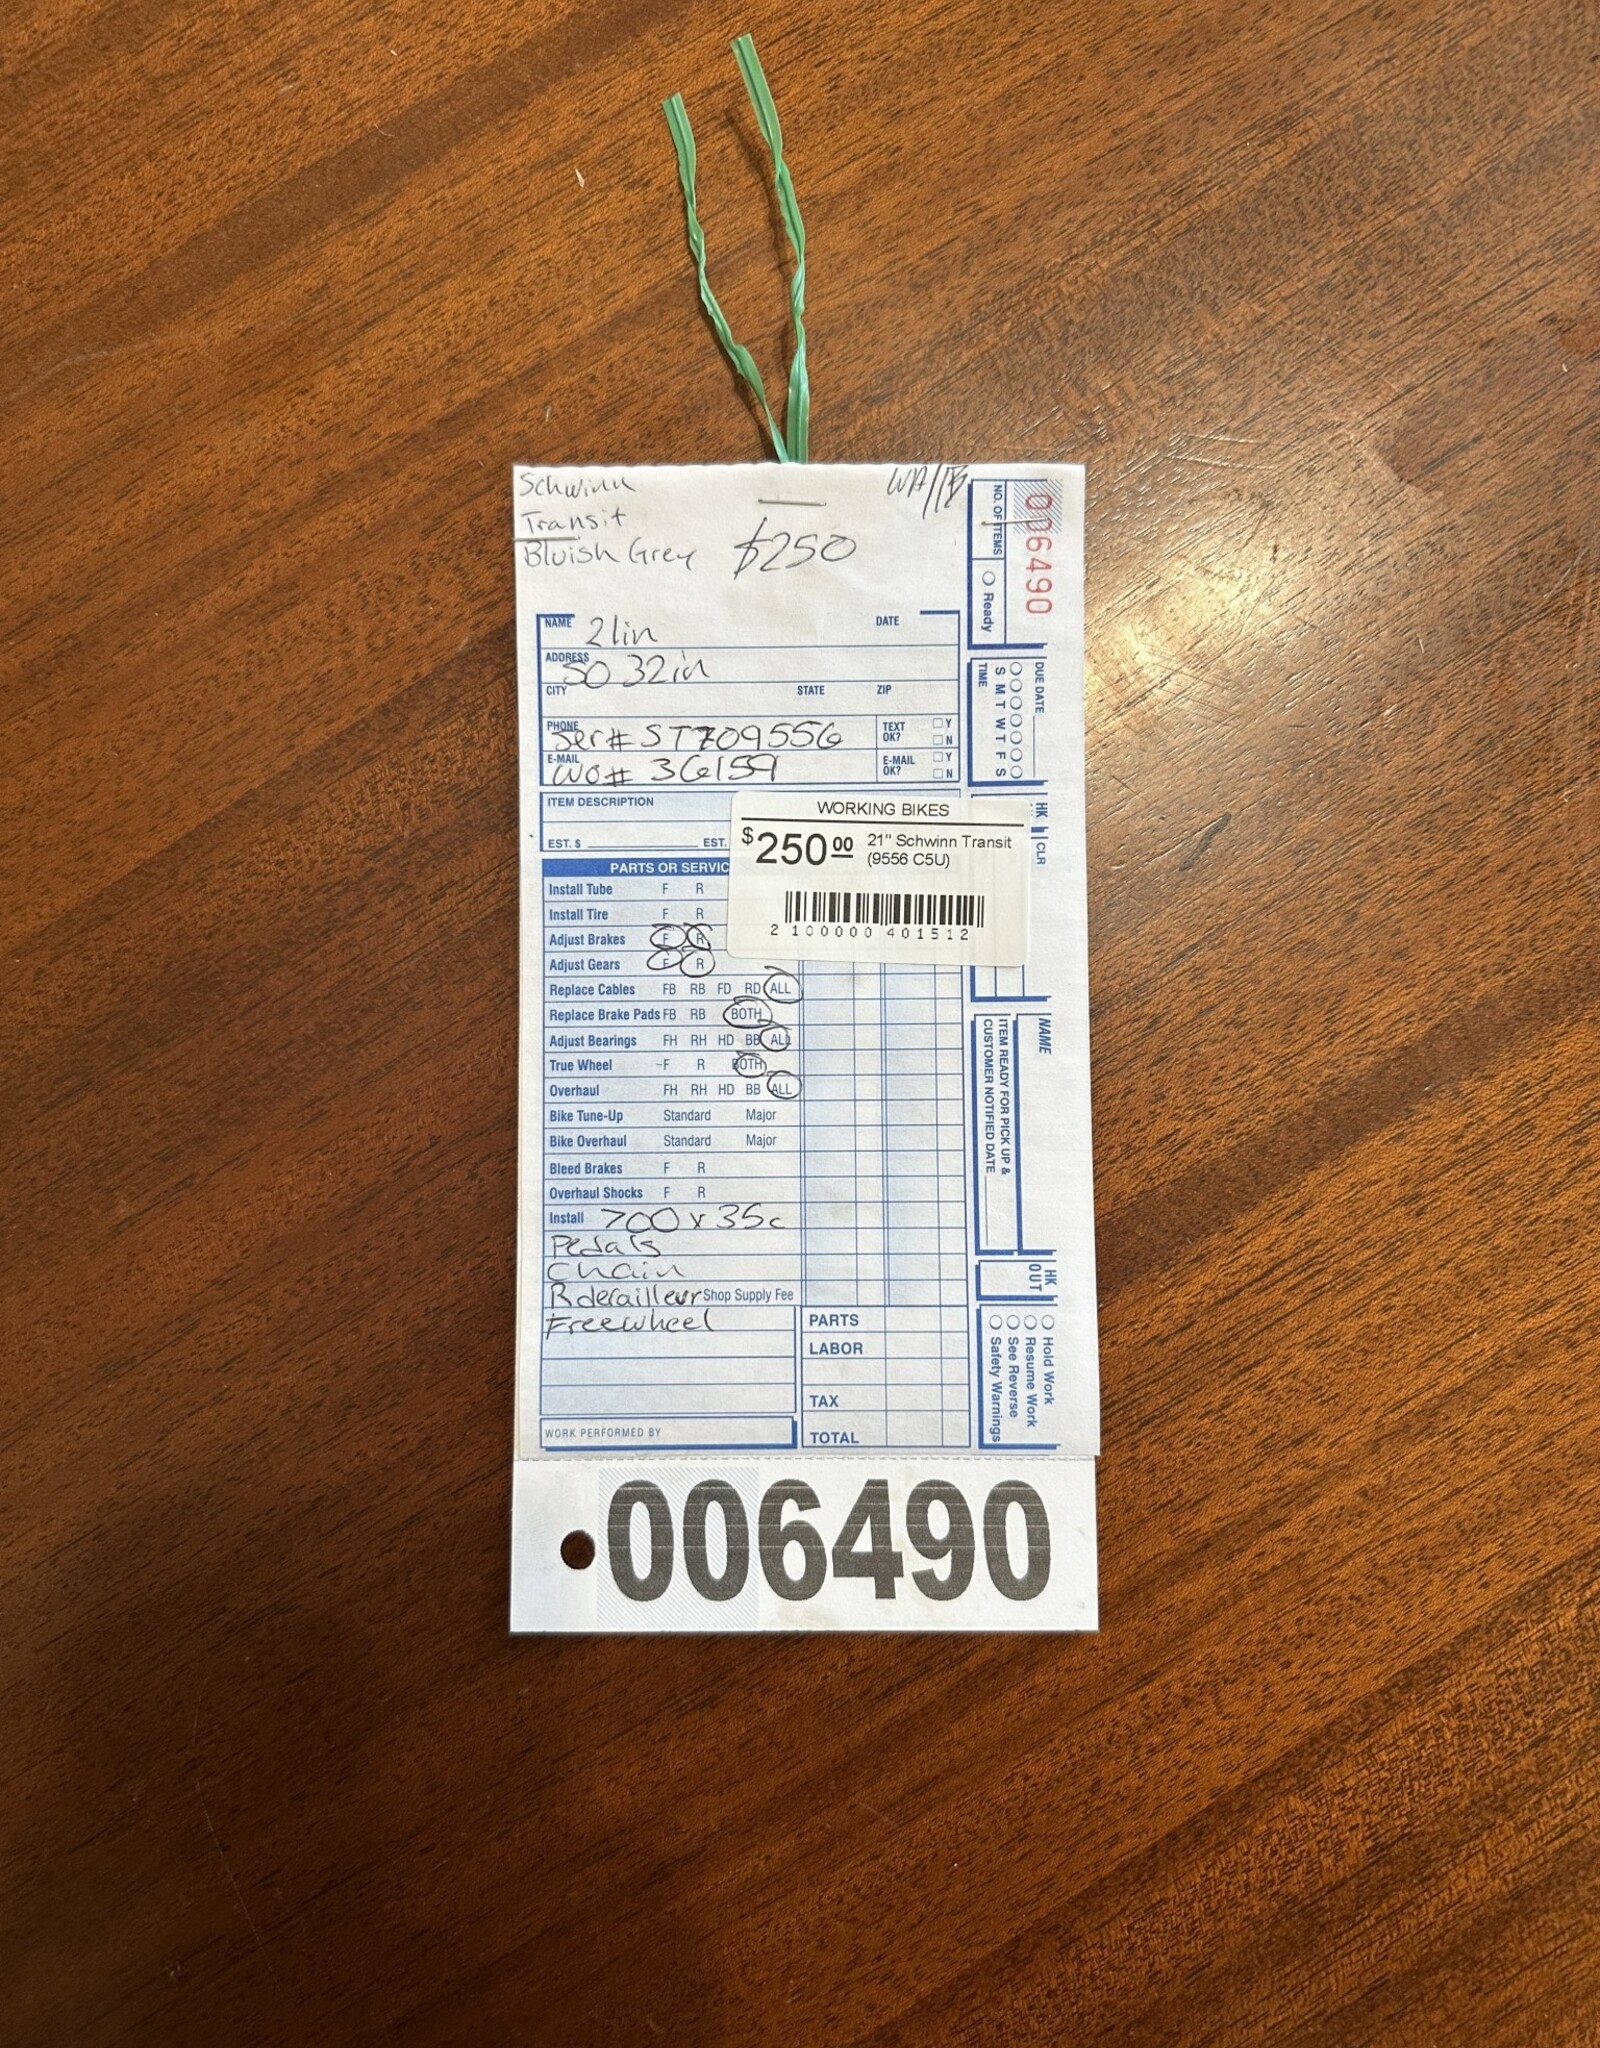 Schwinn
Transit
Bluish Grey $250
NAME 21in DATE
ADDRESS SO 32in
CITY STATE ZIP
PHONE Ser# ST709556 TEXT OK? Y N
E-MAIL WO# 36159 E-MAIL OK? Y N
ITEM DESCRIPTION
EST. $ EST.
WORKING BIKES
$250.00 21" Schwinn Transit
(9556 C5U)
2 100000 401512
PARTS OR SERVIC
Install Tube F R
Install Tire F R
Adjust Brakes F R
Adjust Gears F R
Replace Cables FB RB FD RD ALL
Replace Brake Pads FB RB BOTH
Adjust Bearings FH RH HD BB ALL
True Wheel F R BOTH
Overhaul FH RH HD BB ALL
Bike Tune-Up Standard Major
Bike Overhaul Standard Major
Bleed Brakes F R
Overhaul Shocks F R
Install 700 x 35c
Pedals
Chain
R derailleur Shop Supply Fee
Freewheel
PARTS
LABOR
TAX
TOTAL
WORK PERFORMED BY
006490
006490
NO. OF ITEMS Ready
DUE DATE
S M T W T F S
TIME
HK
CLR
NAME
ITEM READY FOR PICK UP &
CUSTOMER NOTIFIED DATE
HK
OUT
Hold Work
Resume Work
See Reverse
Safety Warnings